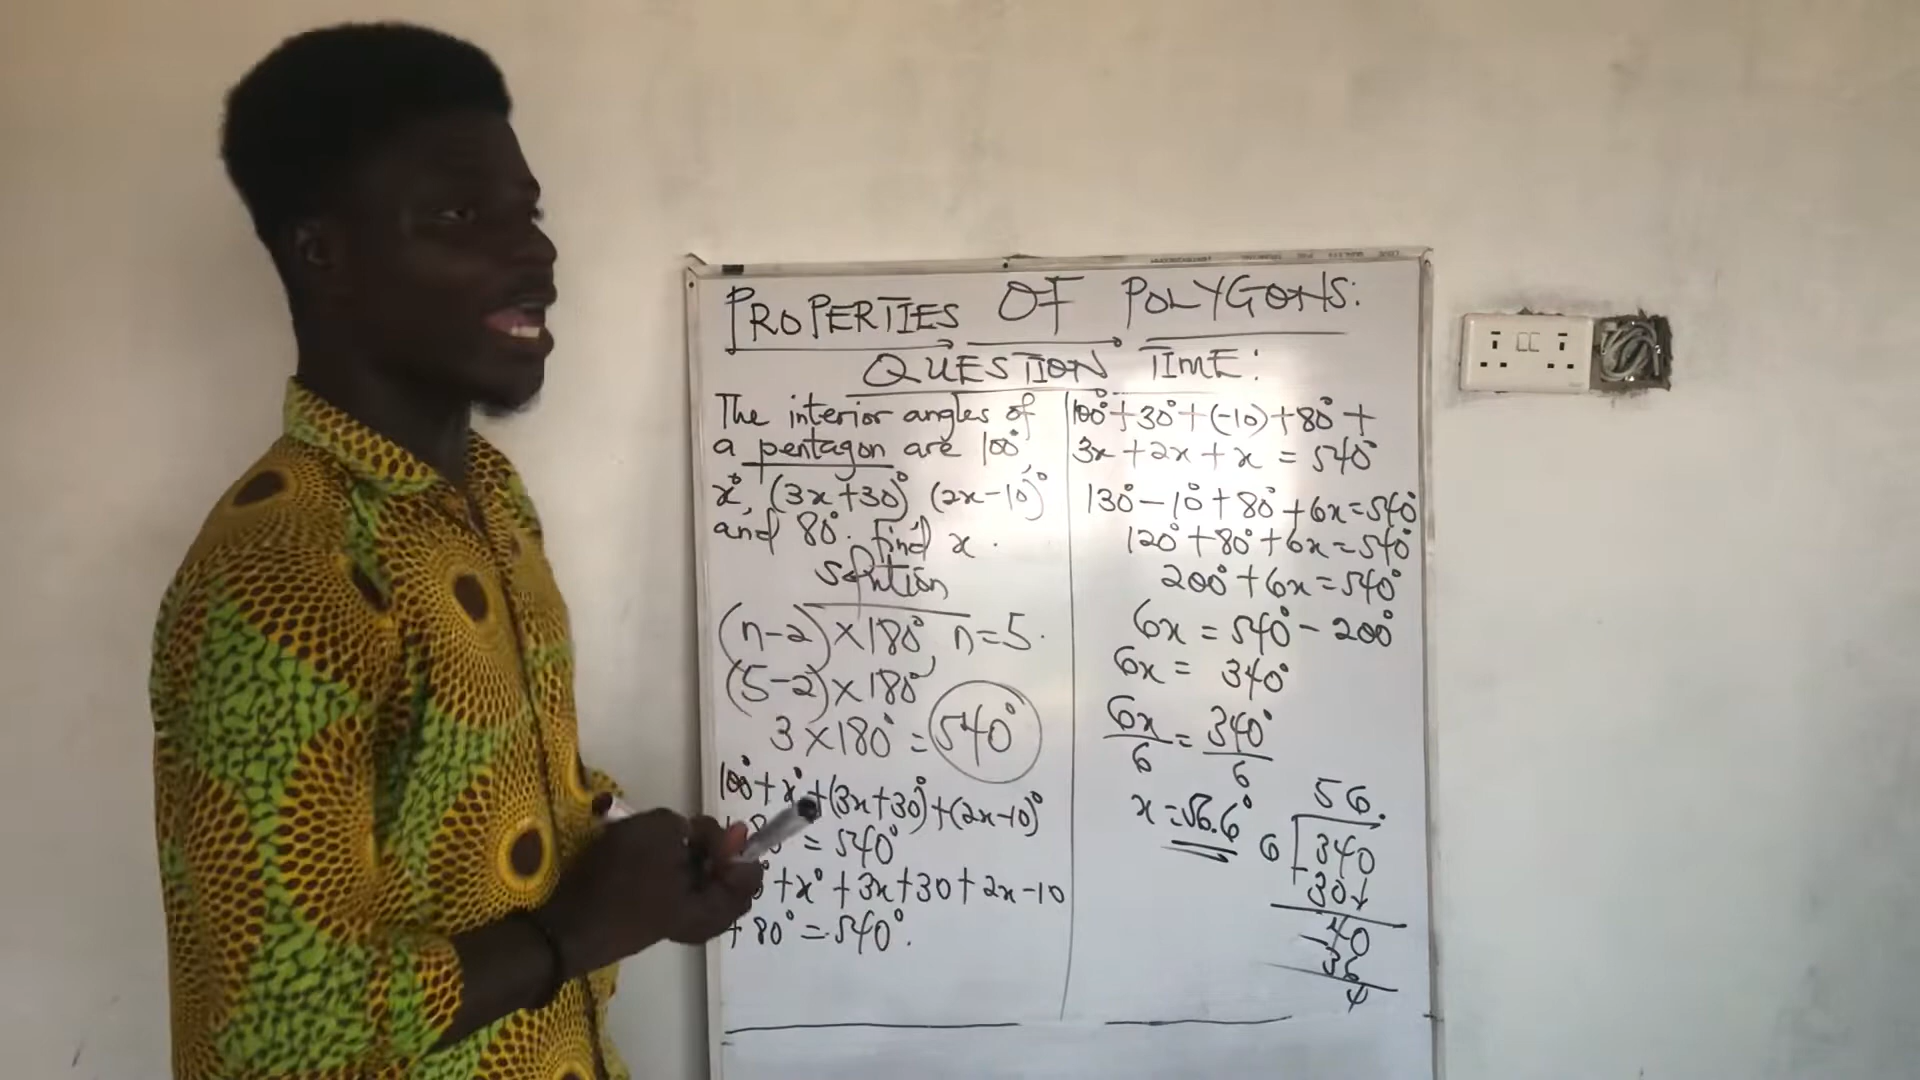 PROPERTIES OF POLYGONS:
QUESTION TIME:
The interior angles of
a pentagon are 100°,
x°, (3x+30)°, (2x-10)°
and 80°. find x.
Solution
(n-2)×180°, n=5.
(5-2)×180°
3×180° = 540°
100°+x°+(3x+30)°+(2x-10)°
= 540°
+x°+3x+30+2x-10
+80°=540°.
100°+30°+(-10)+80°+
3x+2x+x = 540°
130°-10°+80°+6x=540°
120°+80°+6x=540°
200°+6x=540°
6x = 540°-200°
6x = 340°
6x/6 = 340°/6
x=56.6°
56.
6 340
30↓
40
36
4